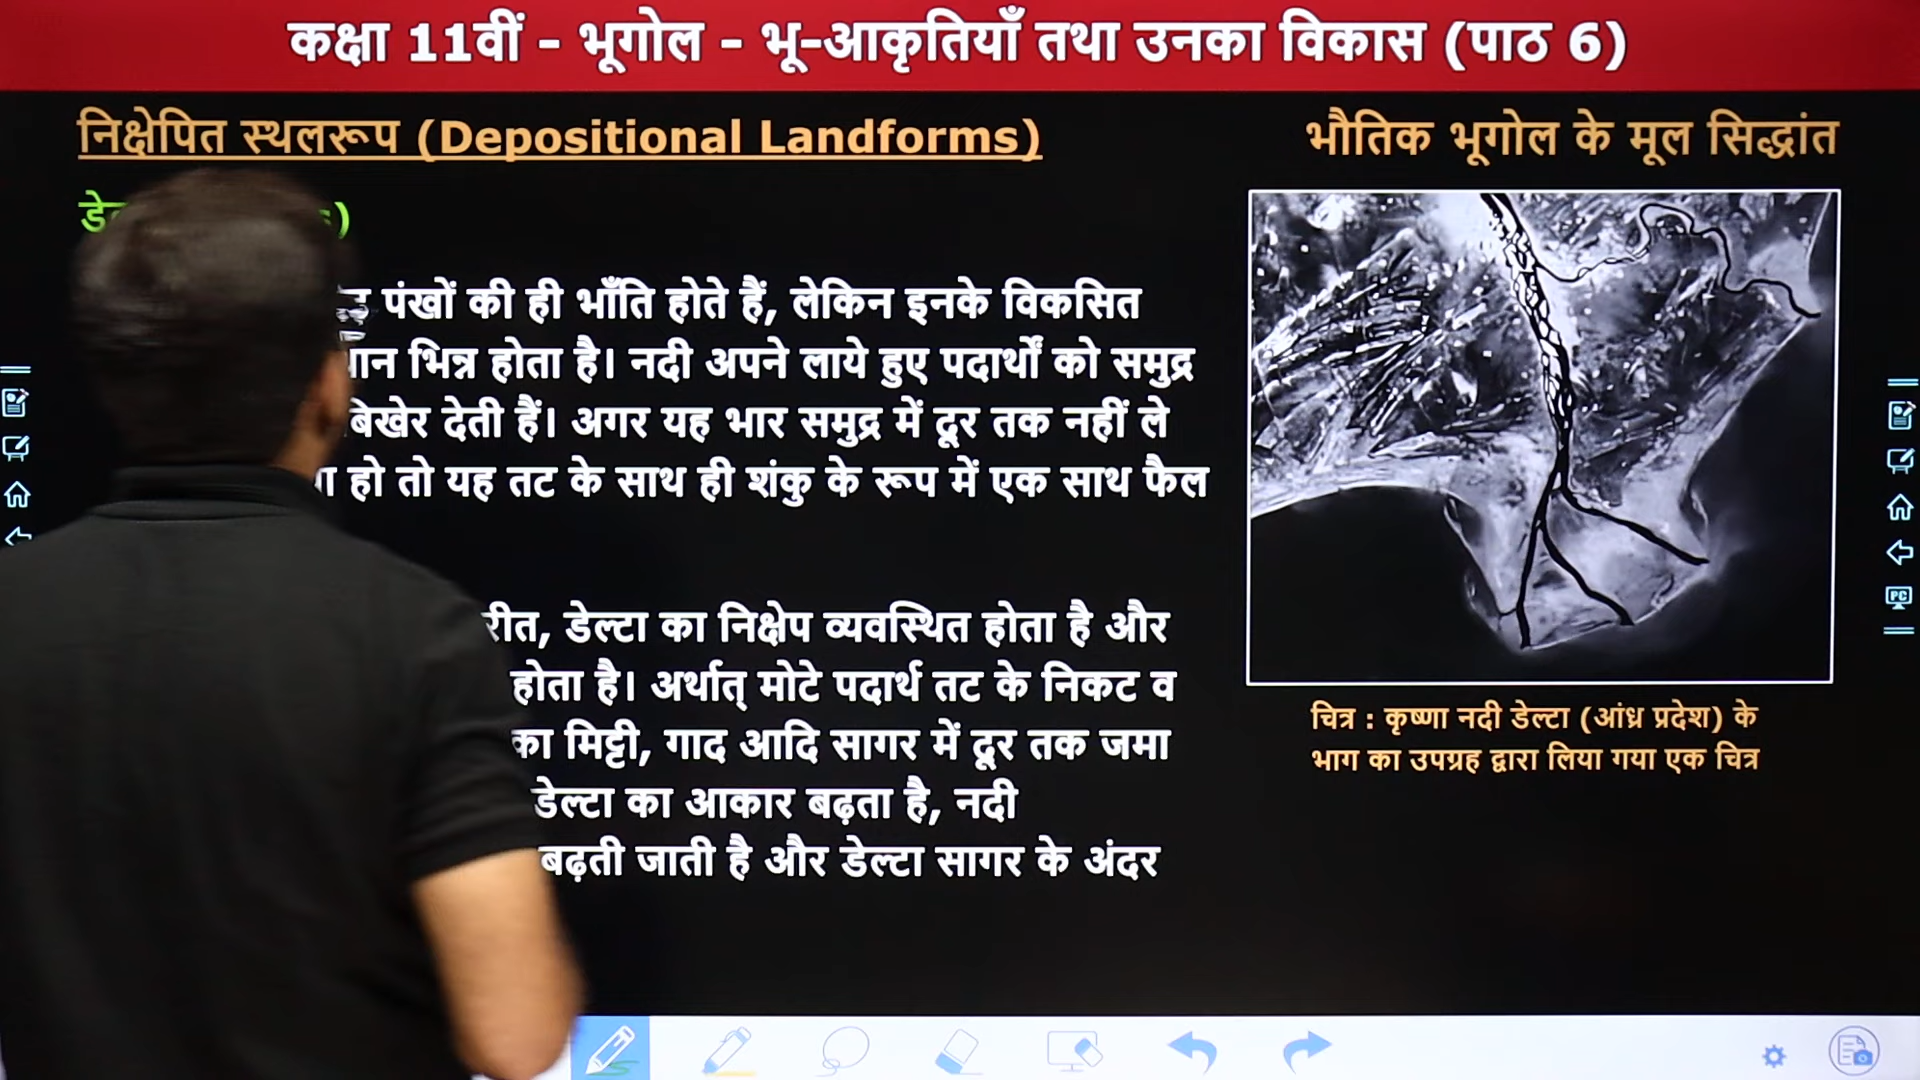 कक्षा 11वीं - भूगोल - भू-आकृतियाँ तथा उनका विकास (पाठ 6)
निक्षेपित स्थलरूप (Depositional Landforms)
भौतिक भूगोल के मूल सिद्धांत
पंखों की ही भाँति होते हैं, लेकिन इनके विकसित
भिन्न होता है। नदी अपने लाये हुए पदार्थों को समुद्र
बिखेर देती हैं। अगर यह भार समुद्र में दूर तक नहीं ले
हो तो यह तट के साथ ही शंकु के रूप में एक साथ फैल
डेल्टा का निक्षेप व्यवस्थित होता है और
होता है। अर्थात् मोटे पदार्थ तट के निकट व
मिट्टी, गाद आदि सागर में दूर तक जमा
डेल्टा का आकार बढ़ता है, नदी
बढ़ती जाती है और डेल्टा सागर के अंदर
चित्र : कृष्णा नदी डेल्टा (आंध्र प्रदेश) के
भाग का उपग्रह द्वारा लिया गया एक चित्र
PC